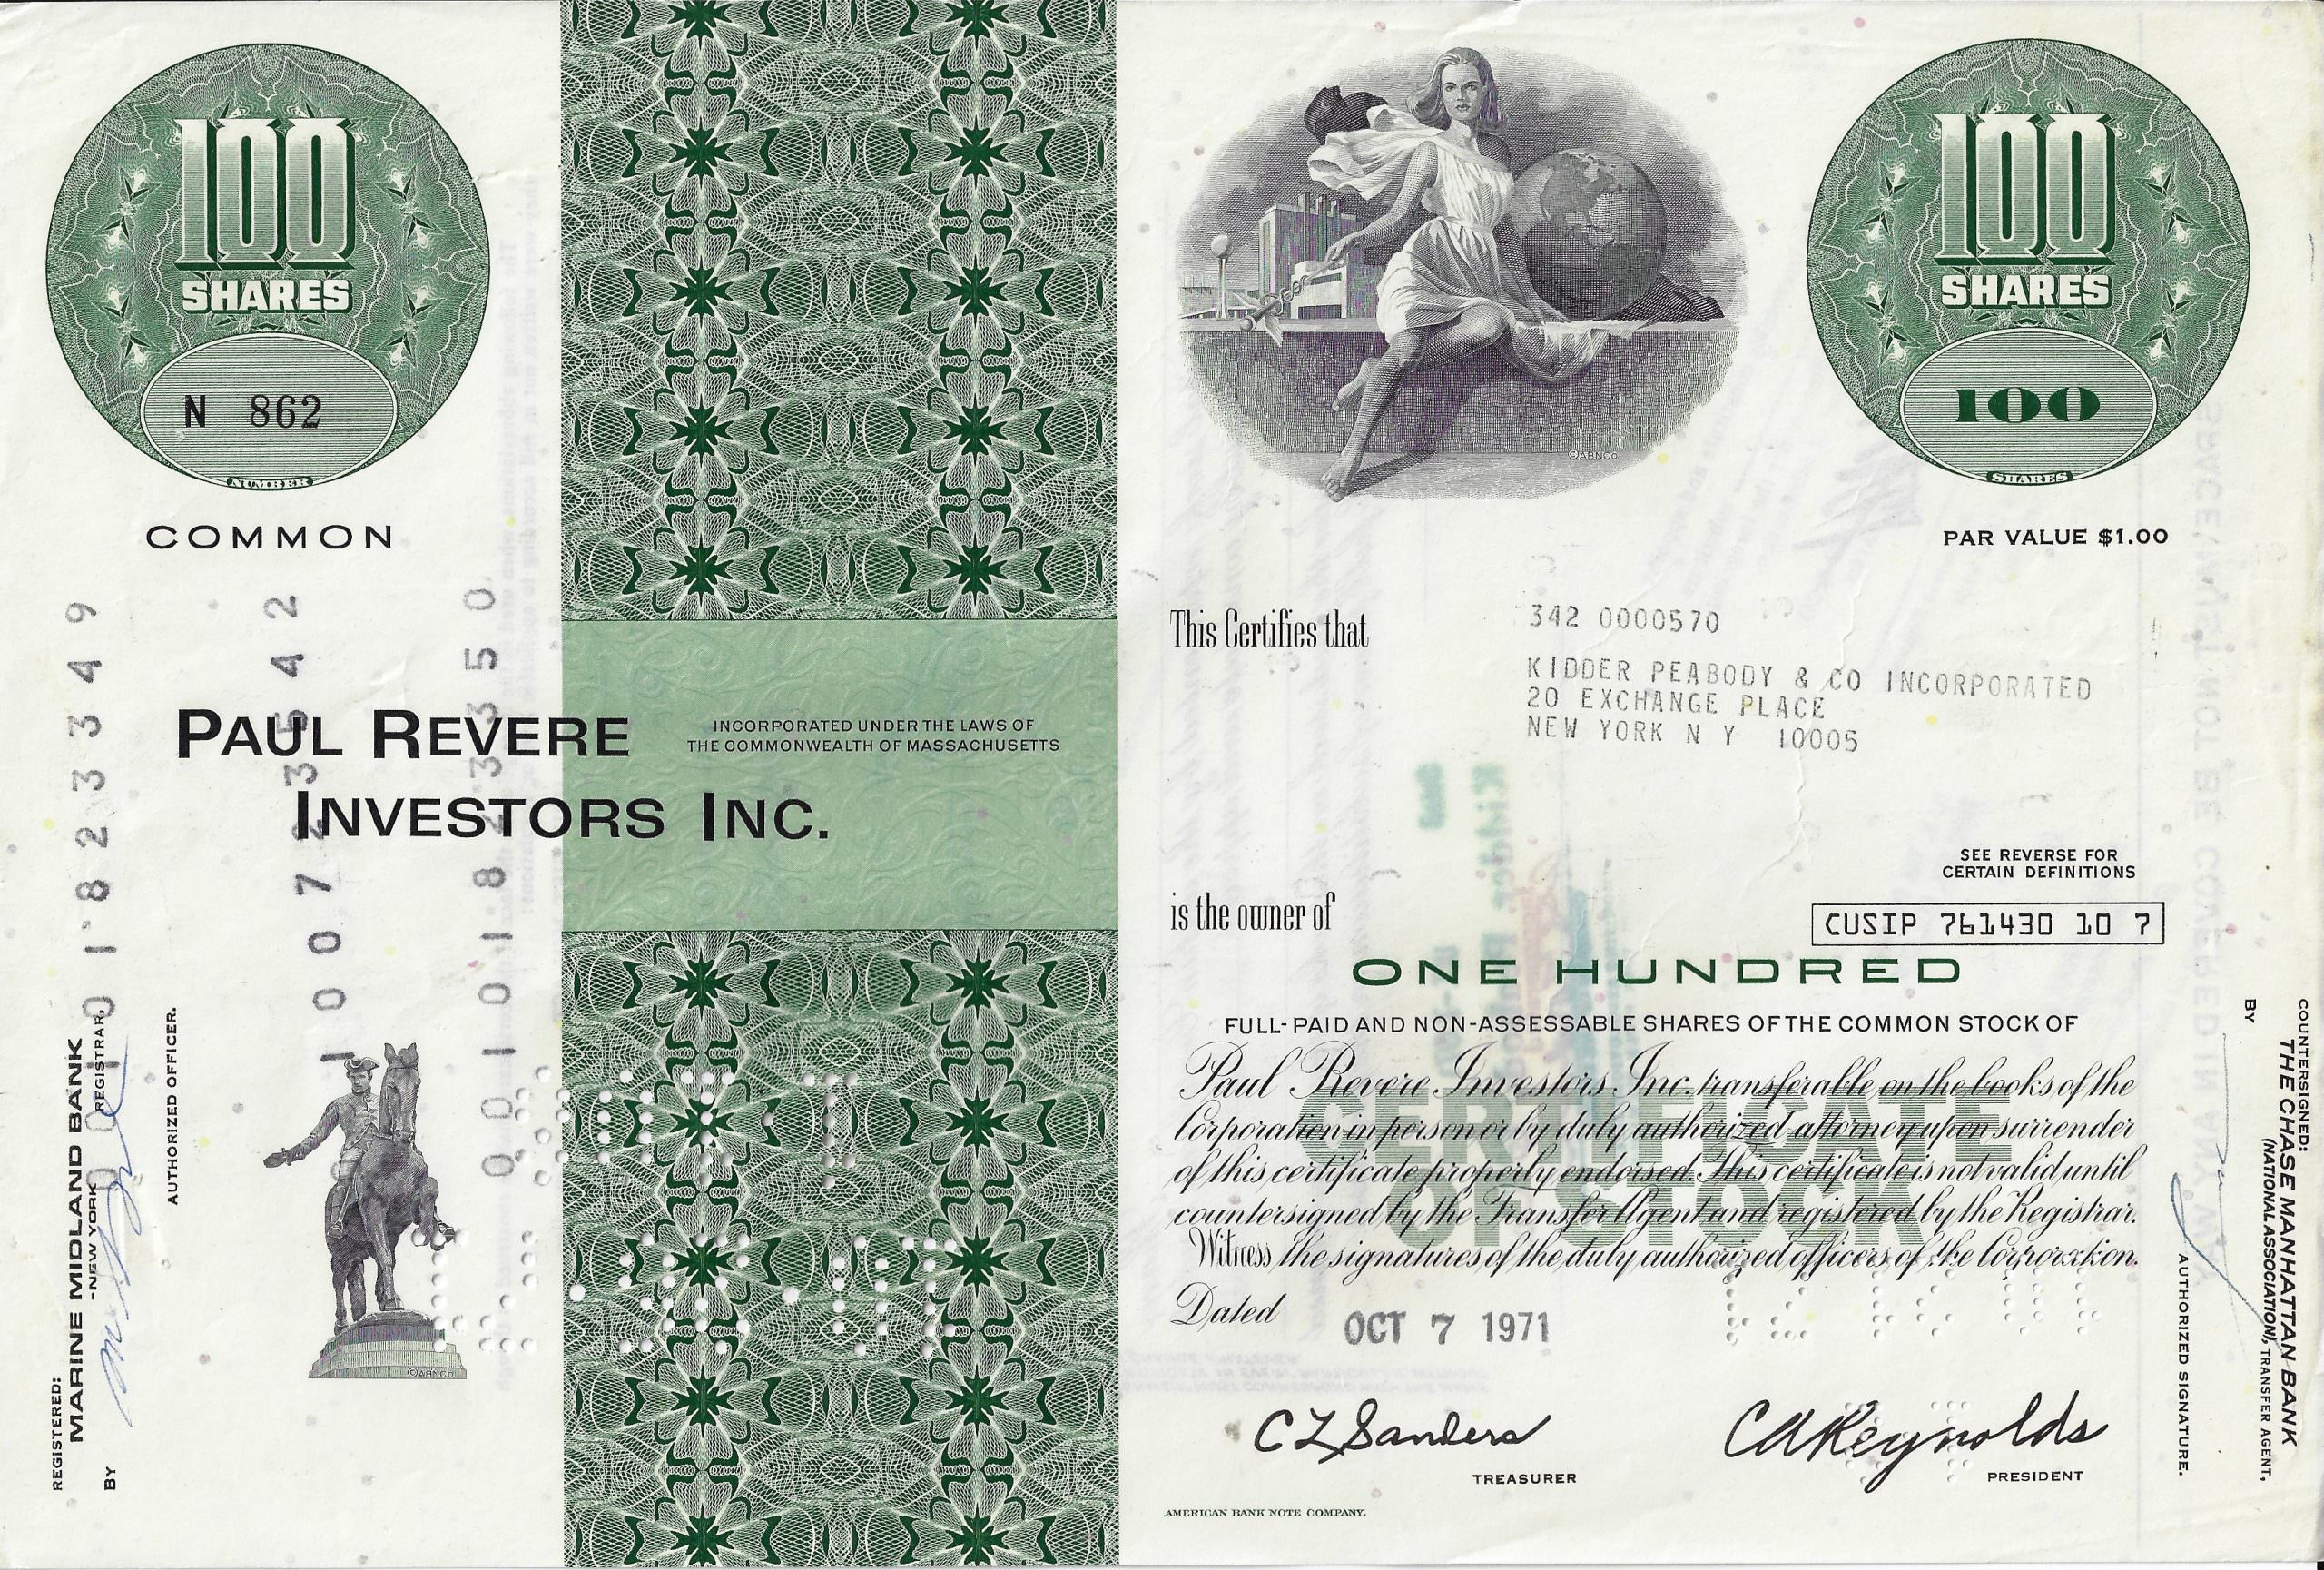 100
SHARES
N 862
NUMBER
COMMON
PAUL REVERE
INVESTORS INC.
INCORPORATED UNDER THE LAWS OF
THE COMMONWEALTH OF MASSACHUSETTS
©ABNCo
100
SHARES
100
SHARES
PAR VALUE $1.00
This Certifies that
342 0000570
KIDDER PEABODY & CO INCORPORATED
20 EXCHANGE PLACE
NEW YORK N Y 10005
SEE REVERSE FOR
CERTAIN DEFINITIONS
is the owner of
CUSIP 761430 10 7
ONE HUNDRED
FULL-PAID AND NON-ASSESSABLE SHARES OF THE COMMON STOCK OF
Paul Revere Investors Inc. transferable on the books of the
Corporation in person or by duly authorized attorney upon surrender
of this certificate properly endorsed. This certificate is not valid until
countersigned by the Transfer Agent and registered by the Registrar.
Witness the signatures of the duly authorized officers of the Corporation.
CERTIFICATE
OF STOCK
Dated
OCT 7 1971
C L Sanders
TREASURER
C A Reynolds
PRESIDENT
AMERICAN BANK NOTE COMPANY.
©ABNCo
REGISTERED:
MARINE MIDLAND BANK
-NEW YORK
REGISTRAR,
BY
AUTHORIZED OFFICER.
COUNTERSIGNED:
THE CHASE MANHATTAN BANK
(NATIONAL ASSOCIATION), TRANSFER AGENT,
BY
AUTHORIZED SIGNATURE.